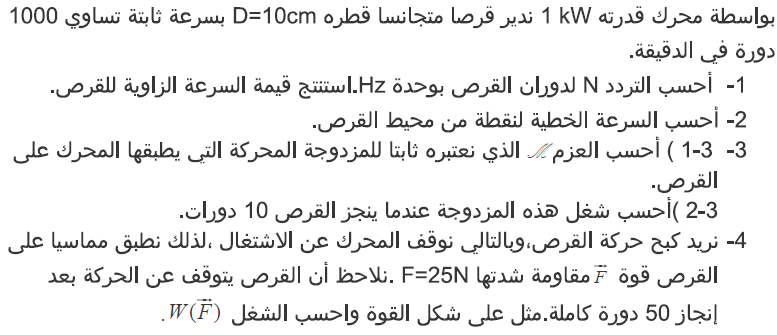 بواسطة محرك قدرته 1 kW ندير قرصا متجانسا قطره D=10cm بسرعة ثابتة تساوي 1000
دورة في الدقيقة.
1- أحسب التردد N لدوران القرص بوحدة Hz.استنتج قيمة السرعة الزاوية للقرص.
2- أحسب السرعة الخطية لنقطة من محيط القرص.
3- 1-3 ) أحسب العزم ℳ الذي نعتبره ثابتا للمزدوجة المحركة التي يطبقها المحرك على
القرص.
2-3 )أحسب شغل هذه المزدوجة عندما ينجز القرص 10 دورات.
4- نريد كبح حركة القرص،وبالتالي نوقف المحرك عن الاشتغال ،لذلك نطبق مماسيا على
القرص قوة F⃗ مقاومة شدتها F=25N .نلاحظ أن القرص يتوقف عن الحركة بعد
إنجاز 50 دورة كاملة.مثل على شكل القوة واحسب الشغل W(F⃗) .